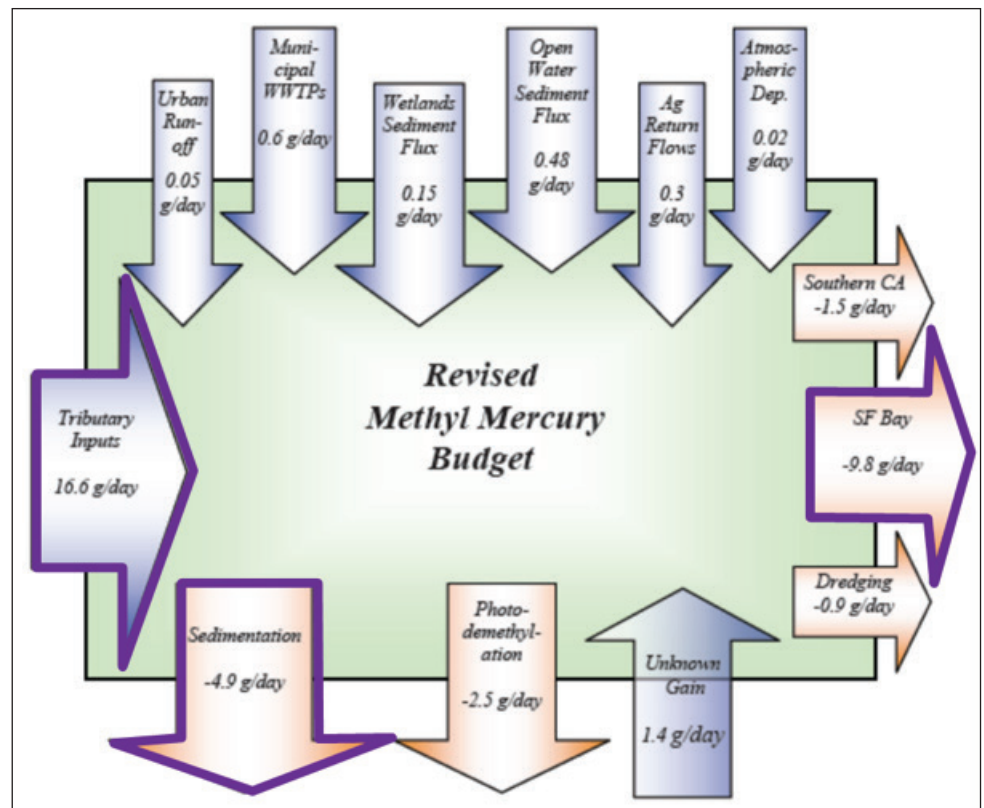 Urban
Run-
off
0.05
g/day
Muni-
cipal
WWTPs
0.6 g/day
Wetlands
Sediment
Flux
0.15
g/day
Open
Water
Sediment
Flux
0.48
g/day
Ag
Return
Flows
0.3
g/day
Atmos-
pheric
Dep.
0.02
g/day
Southern CA
-1.5 g/day
Revised
Methyl Mercury
Budget
Tributary
Inputs
16.6 g/day
SF Bay
-9.8 g/day
Dredging
-0.9 g/day
Sedimentation
-4.9 g/day
Photo-
demethyl-
ation
-2.5 g/day
Unknown
Gain
1.4 g/day